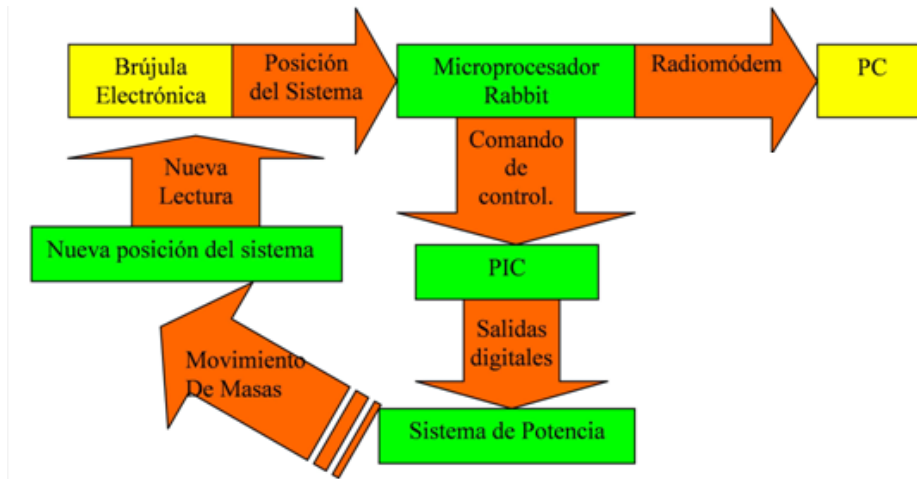 Brújula
Electrónica
Posición
del Sistema
Microprocesador
Rabbit
Radiomódem
PC
Nueva
Lectura
Comando
de
control.
Nueva posición del sistema
PIC
Movimiento
De Masas
Salidas
digitales
Sistema de Potencia